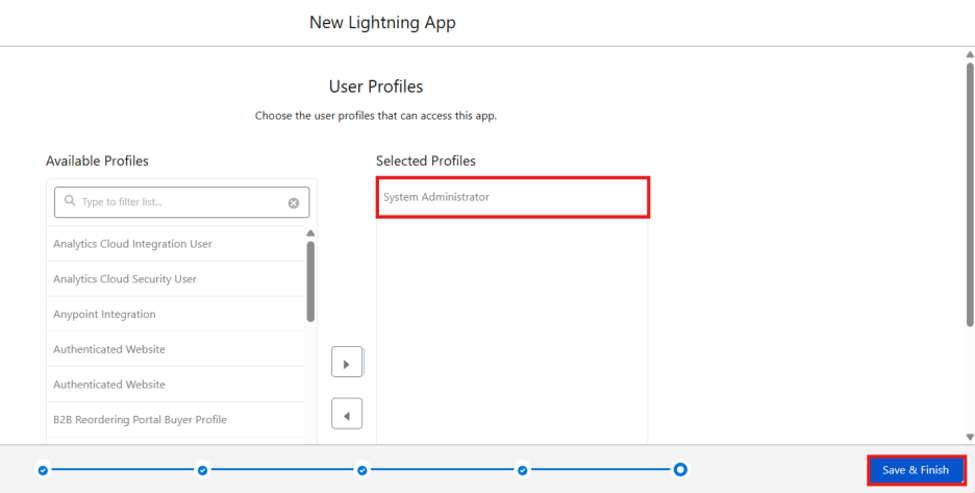 New Lightning App
User Profiles
Choose the user profiles that can access this app.
Available Profiles
Selected Profiles
Type to filter list...
System Administrator
Analytics Cloud Integration User
Analytics Cloud Security User
Anypoint Integration
Authenticated Website
Authenticated Website
B2B Reordering Portal Buyer Profile
Save & Finish